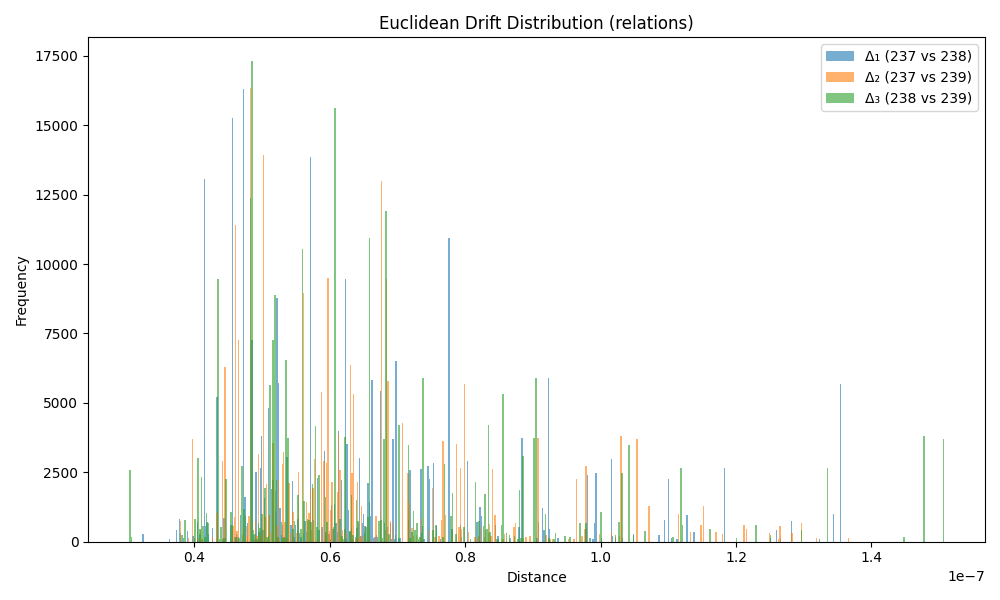 Euclidean Drift Distribution (relations)
Δ₁ (237 vs 238)
Δ₂ (237 vs 239)
Δ₃ (238 vs 239)
Frequency
17500
15000
12500
10000
7500
5000
2500
0
0.4
0.6
0.8
1.0
1.2
1.4
1e−7
Distance